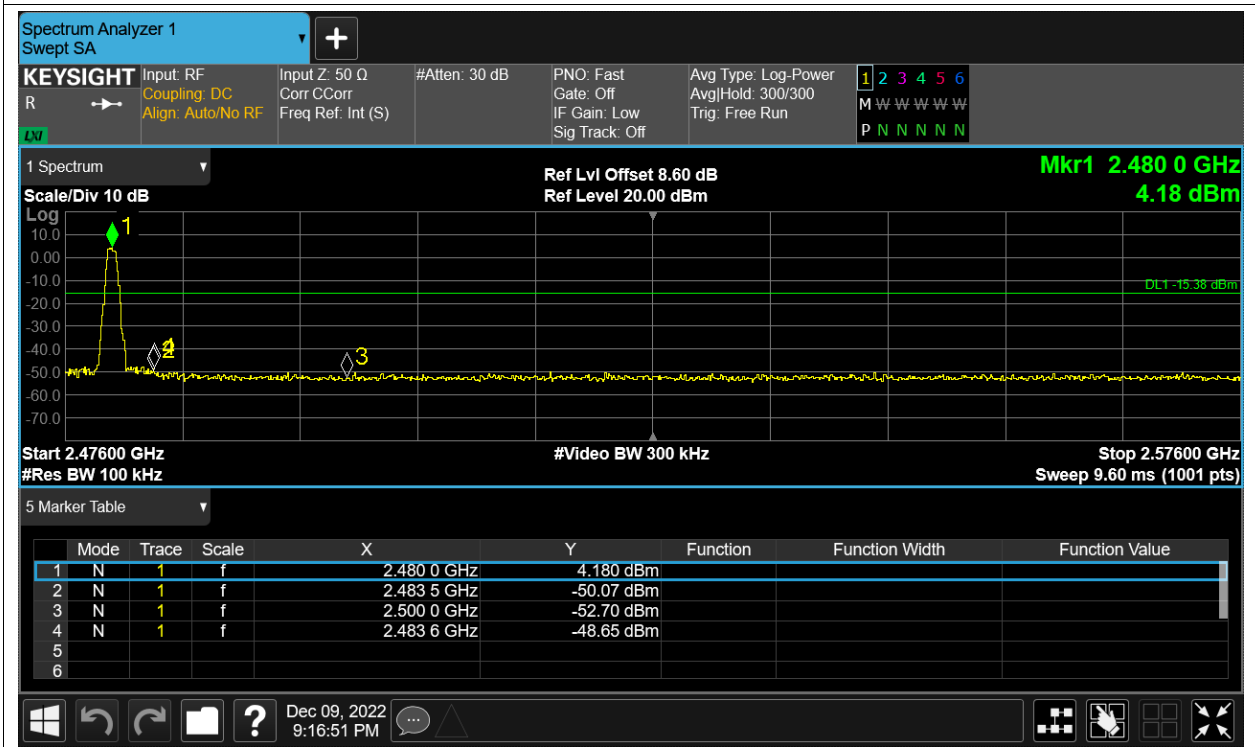 Spectrum Analyzer 1
Swept SA
KEYSIGHT Input: RF Input Z: 50 Ω #Atten: 30 dB PNO: Fast Avg Type: Log-Power 1 2 3 4 5 6
R Coupling: DC Corr CCorr Gate: Off Avg|Hold: 300/300 M W W W W W
Align: Auto/No RF Freq Ref: Int (S) IF Gain: Low Trig: Free Run
LXI Sig Track: Off P N N N N N
1 Spectrum Ref Lvl Offset 8.60 dB Mkr1 2.480 0 GHz
Scale/Div 10 dB Ref Level 20.00 dBm 4.18 dBm
Log
1
10.0
0.00
-10.0
DL1 -15.38 dBm
-20.0
-30.0
-40.0
2 4 3
-50.0
-60.0
-70.0
Start 2.47600 GHz #Video BW 300 kHz Stop 2.57600 GHz
#Res BW 100 kHz Sweep 9.60 ms (1001 pts)
5 Marker Table
Mode Trace Scale X Y Function Function Width Function Value
1 N 1 f 2.480 0 GHz 4.180 dBm
2 N 1 f 2.483 5 GHz -50.07 dBm
3 N 1 f 2.500 0 GHz -52.70 dBm
4 N 1 f 2.483 6 GHz -48.65 dBm
5
6
? Dec 09, 2022
9:16:51 PM